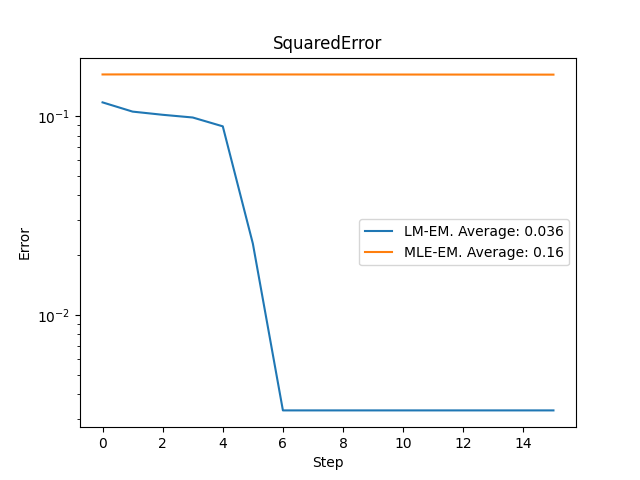 SquaredError
10⁻¹
10⁻²
Error
LM-EM. Average: 0.036
MLE-EM. Average: 0.16
0 2 4 6 8 10 12 14
Step